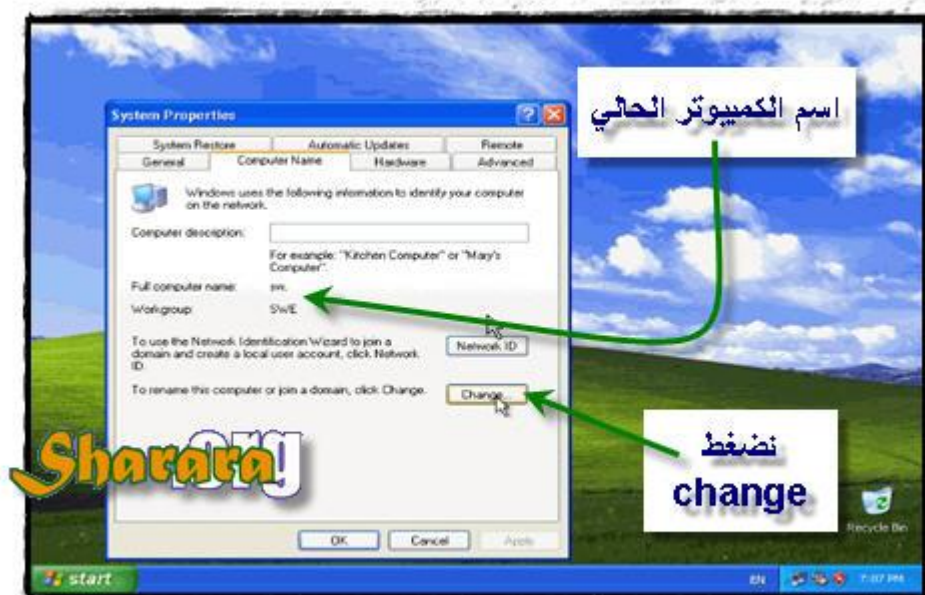 اسم الكمبيوتر الحالي
System Properties
System Restore Automatic Updates Remote
General Computer Name Hardware Advanced
Windows uses the following information to identify your computer
on the network.
Computer description:
For example: "Kitchen Computer" or "Mary's
Computer".
Full computer name: sw.
Workgroup: SWE
To use the Network Identification Wizard to join a
domain and create a local user account, click Network
ID.
Network ID
To rename this computer or join a domain, click Change.
Change...
نضغط
change
Sharara
.org
OK Cancel Apply
Recycle Bin
start
EN 7:07 PM